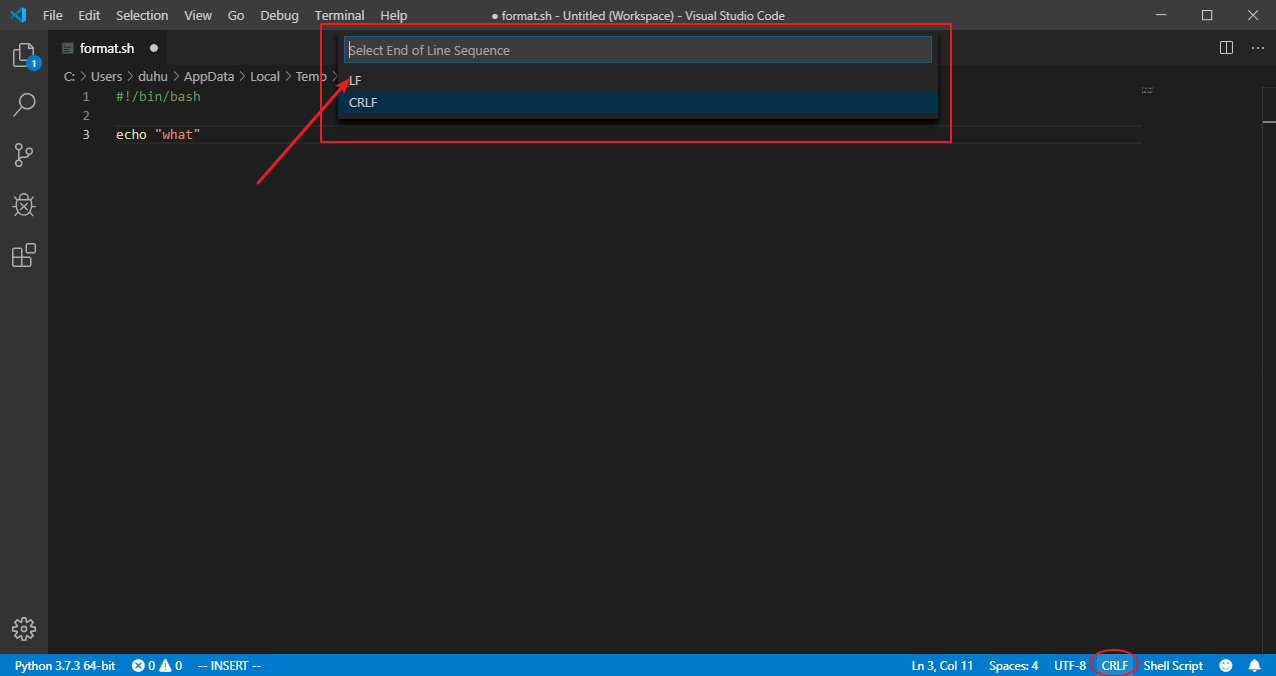 File Edit Selection View Go Debug Terminal Help ● format.sh - Untitled (Workspace) - Visual Studio Code
format.sh ●
Select End of Line Sequence
LF
CRLF
C: > Users > duhu > AppData > Local > Temp >
1 #!/bin/bash
2
3 echo "what"
1
Python 3.7.3 64-bit 0 0 -- INSERT -- Ln 3, Col 11 Spaces: 4 UTF-8 CRLF Shell Script